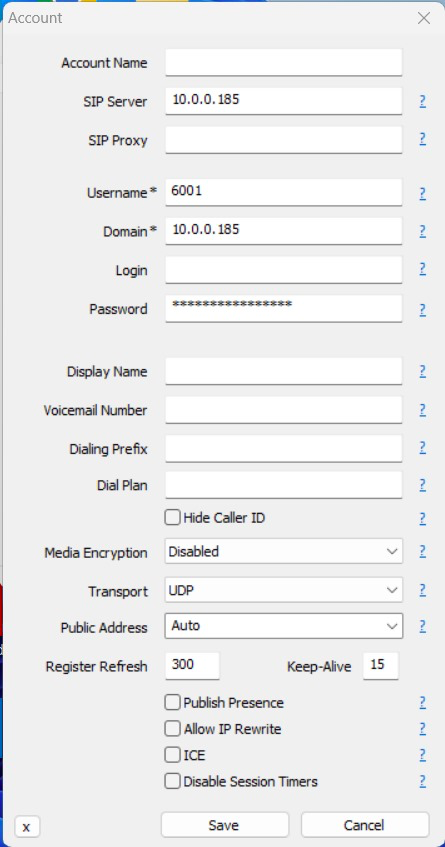 Account
Account Name
SIP Server 10.0.0.185 ?
SIP Proxy ?
Username* 6001 ?
Domain* 10.0.0.185 ?
Login ?
Password **************** ?
Display Name ?
Voicemail Number ?
Dialing Prefix ?
Dial Plan ?
Hide Caller ID ?
Media Encryption Disabled ?
Transport UDP ?
Public Address Auto ?
Register Refresh 300 Keep-Alive 15
Publish Presence ?
Allow IP Rewrite ?
ICE ?
Disable Session Timers ?
x Save Cancel